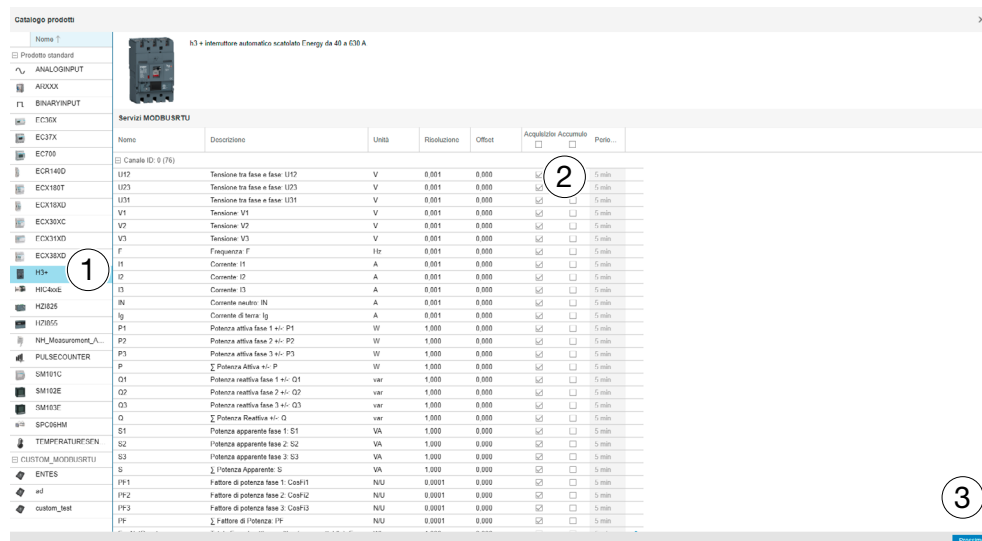 Catalogo prodotti
Nome ↑
h3 + interruttore automatico scatolato Energy da 40 a 630 A
Prodotto standard
ANALOGINPUT
ARXXX
BINARYINPUT
EC36X
EC37X
EC700
ECR140D
ECX180T
ECX18XD
ECX30XC
ECX31XD
ECX38XD
H3+
HIC4xxE
HZI825
HZI855
NH_Measurement_A...
PULSECOUNTER
SM101C
SM102E
SM103E
SPC06HM
TEMPERATURESEN...
CUSTOM_MODBUSRTU
ENTES
ad
custom_test
1
Servizi MODBUSRTU
Nome Descrizione Unità Risoluzione Offset Acquisizio Accumulo Perio...
Canale ID: 0 (76)
U12 Tensione tra fase e fase: U12 V 0,001 0,000 5 min
U23 Tensione tra fase e fase: U23 V 0,001 0,000 5 min
U31 Tensione tra fase e fase: U31 V 0,001 0,000 5 min
V1 Tensione: V1 V 0,001 0,000 5 min
V2 Tensione: V2 V 0,001 0,000 5 min
V3 Tensione: V3 V 0,001 0,000 5 min
F Frequenza: F Hz 0,001 0,000 5 min
I1 Corrente: I1 A 0,001 0,000 5 min
I2 Corrente: I2 A 0,001 0,000 5 min
I3 Corrente: I3 A 0,001 0,000 5 min
IN Corrente neutro: IN A 0,001 0,000 5 min
Ig Corrente di terra: Ig A 0,001 0,000 5 min
P1 Potenza attiva fase 1 +/-: P1 W 1,000 0,000 5 min
P2 Potenza attiva fase 2 +/-: P2 W 1,000 0,000 5 min
P3 Potenza attiva fase 3 +/-: P3 W 1,000 0,000 5 min
P ∑ Potenza Attiva +/-: P W 1,000 0,000 5 min
Q1 Potenza reattiva fase 1 +/-: Q1 var 1,000 0,000 5 min
Q2 Potenza reattiva fase 2 +/-: Q2 var 1,000 0,000 5 min
Q3 Potenza reattiva fase 3 +/-: Q3 var 1,000 0,000 5 min
Q ∑ Potenza Reattiva +/-: Q var 1,000 0,000 5 min
S1 Potenza apparente fase 1: S1 VA 1,000 0,000 5 min
S2 Potenza apparente fase 2: S2 VA 1,000 0,000 5 min
S3 Potenza apparente fase 3: S3 VA 1,000 0,000 5 min
S ∑ Potenza Apparente: S VA 1,000 0,000 5 min
PF1 Fattore di potenza fase 1: CosFi1 N/U 0,0001 0,000 5 min
PF2 Fattore di potenza fase 2: CosFi2 N/U 0,0001 0,000 5 min
PF3 Fattore di potenza fase 3: CosFi3 N/U 0,0001 0,000 5 min
PF ∑ Fattore di Potenza: PF N/U 0,0001 0,000 5 min
2
3